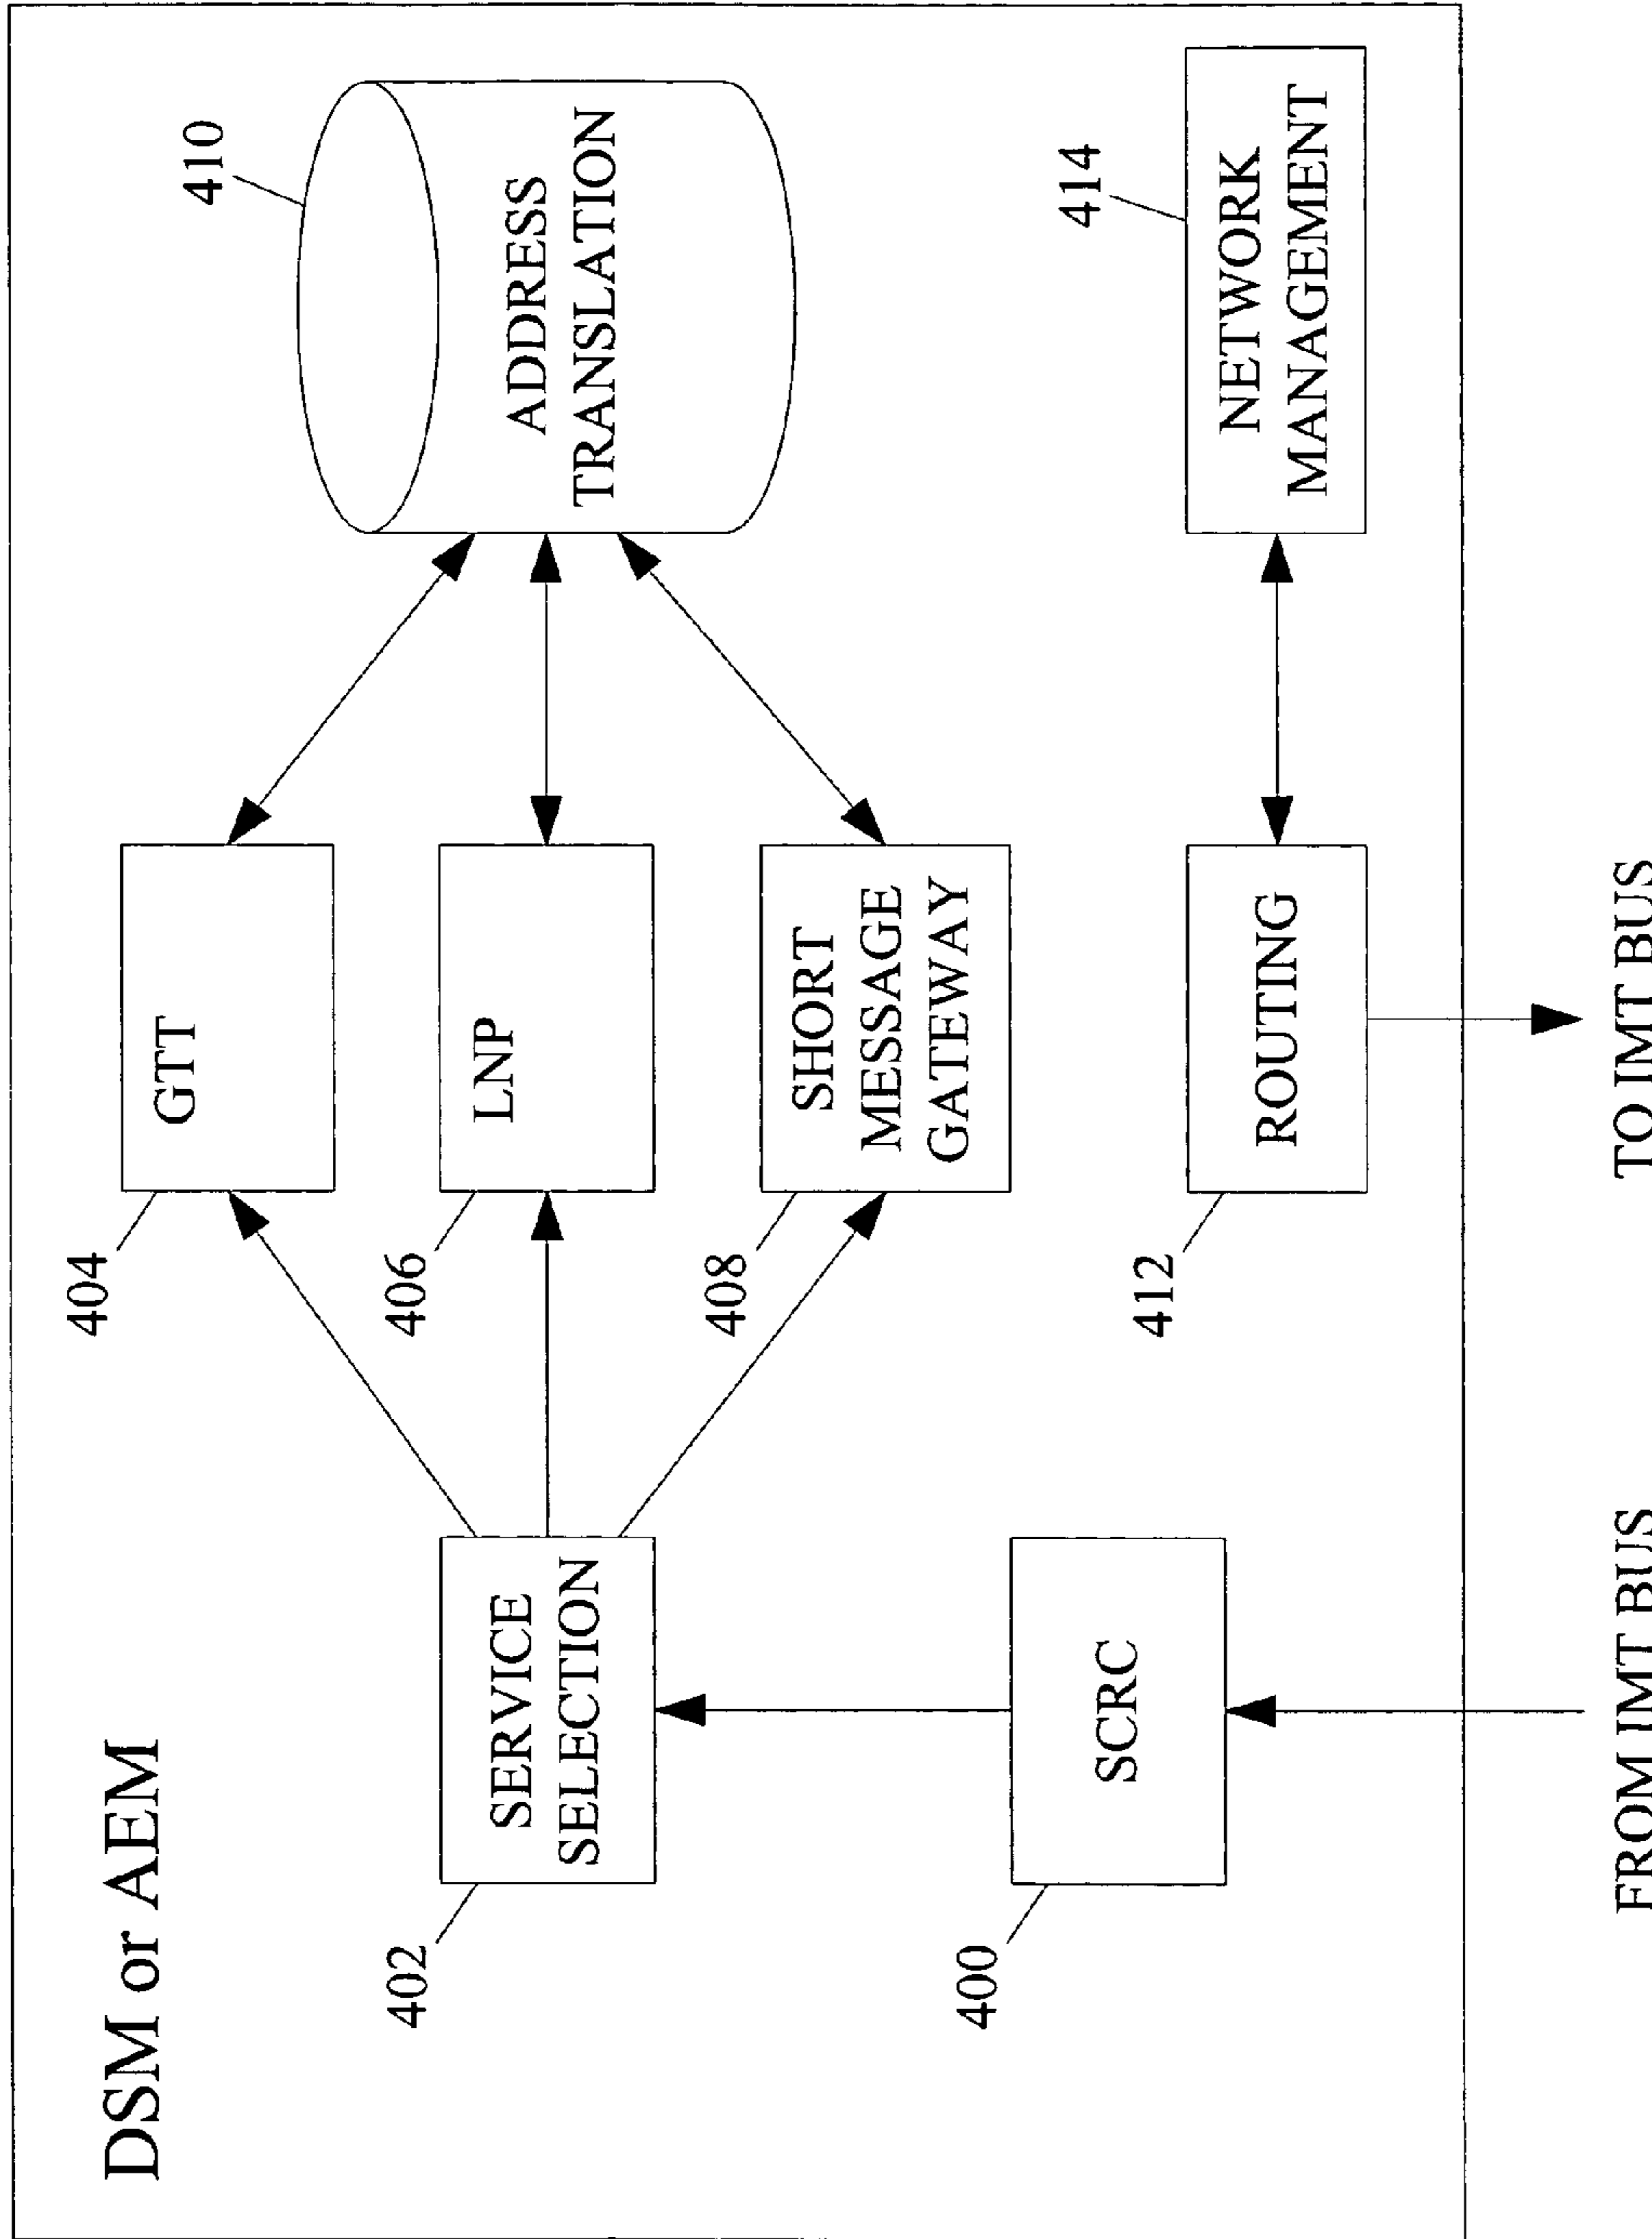 DSM or AEM
404
GTT
410
402
SERVICE
SELECTION
406
LNP
ADDRESS
TRANSLATION
408
SHORT
MESSAGE
GATEWAY
400
SCRC
412
ROUTING
414
NETWORK
MANAGEMENT
FROM IMT BUS
TO IMT BUS